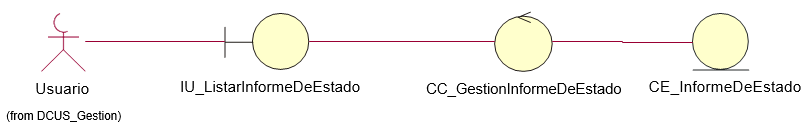 Usuario
(from DCUS_Gestion)
IU_ListarInformeDeEstado
CC_GestionInformeDeEstado
CE_InformeDeEstado